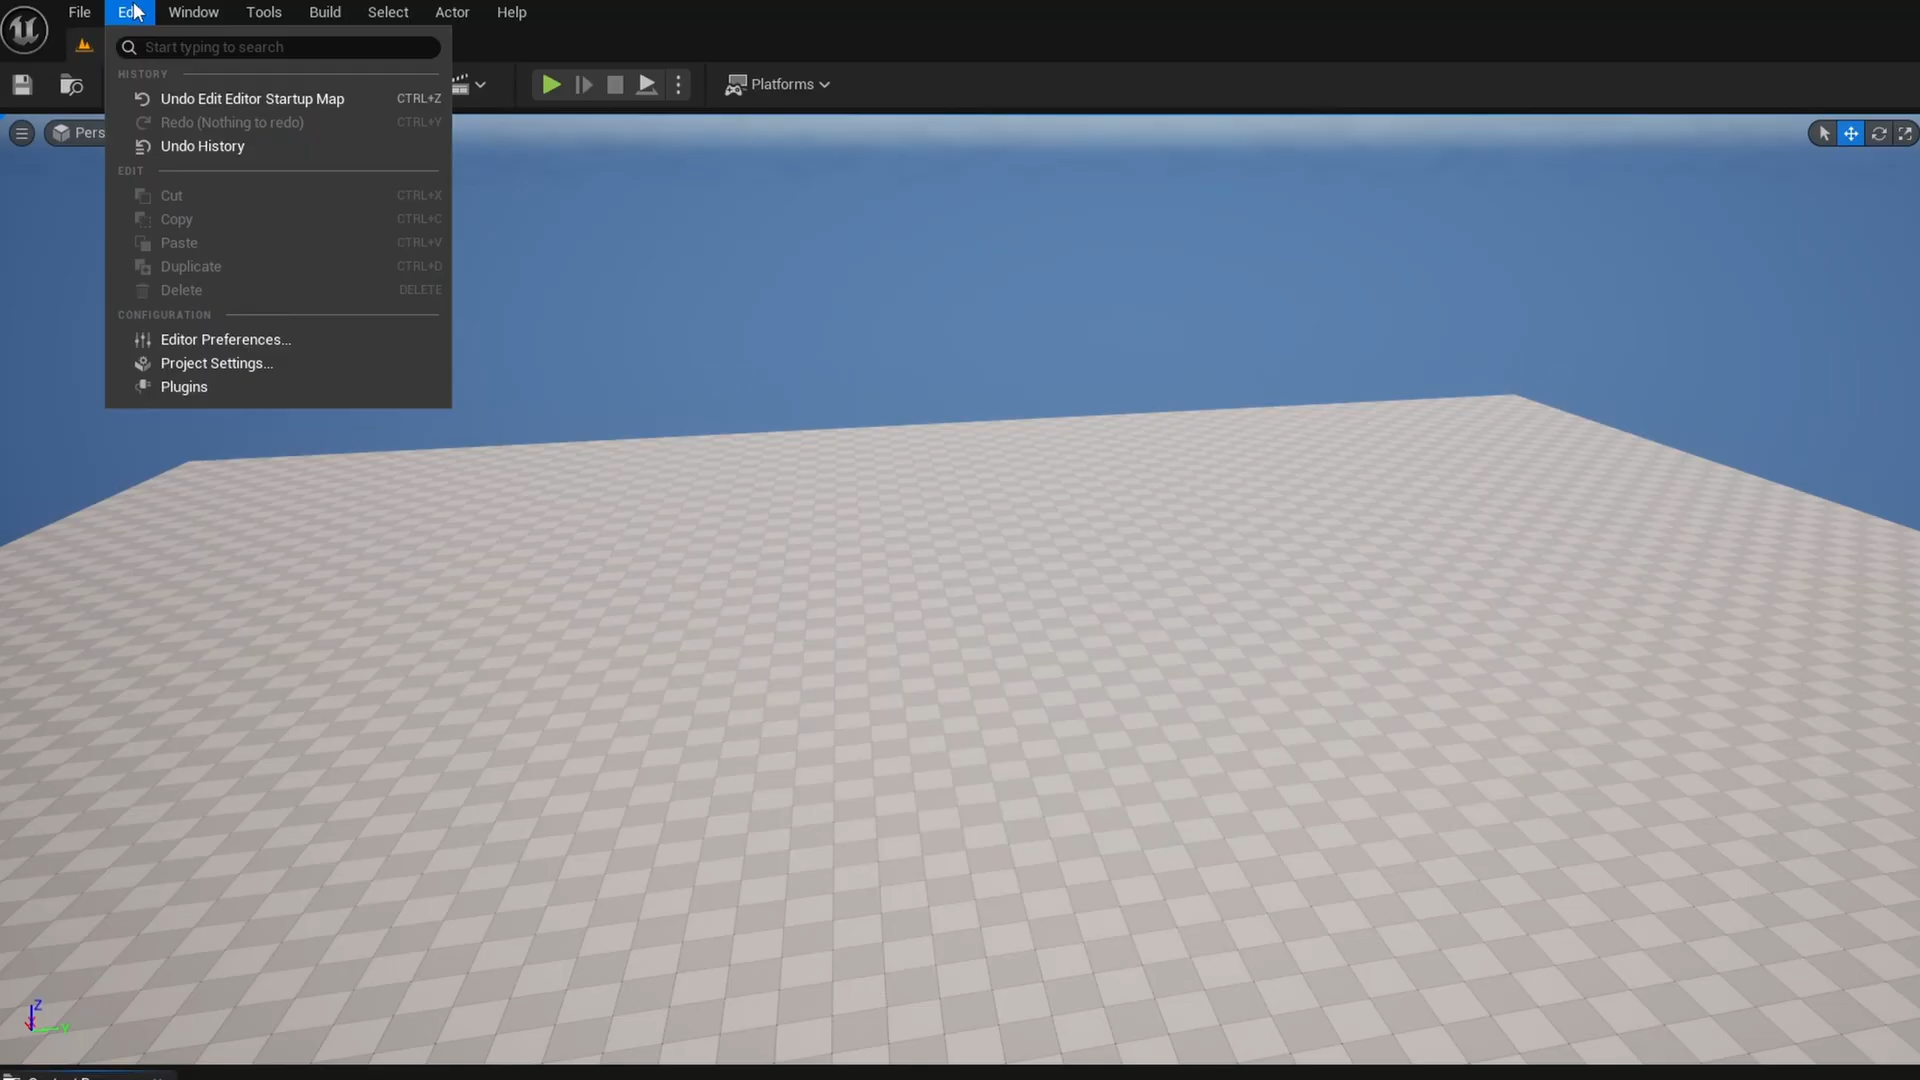 File Edit Window Tools Build Select Actor Help
Start typing to search
HISTORY
Undo Edit Editor Startup Map CTRL+Z
Platforms
Redo (Nothing to redo) CTRL+Y
Pers
Undo History
EDIT
Cut CTRL+X
Copy CTRL+C
Paste CTRL+V
Duplicate CTRL+D
Delete DELETE
CONFIGURATION
Editor Preferences...
Project Settings...
Plugins
Z
Y